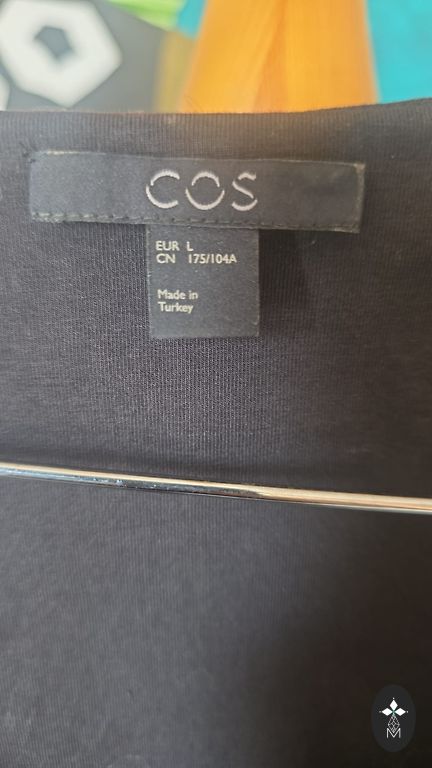 COS
EUR L
CN 175/104A
Made in
Turkey
M